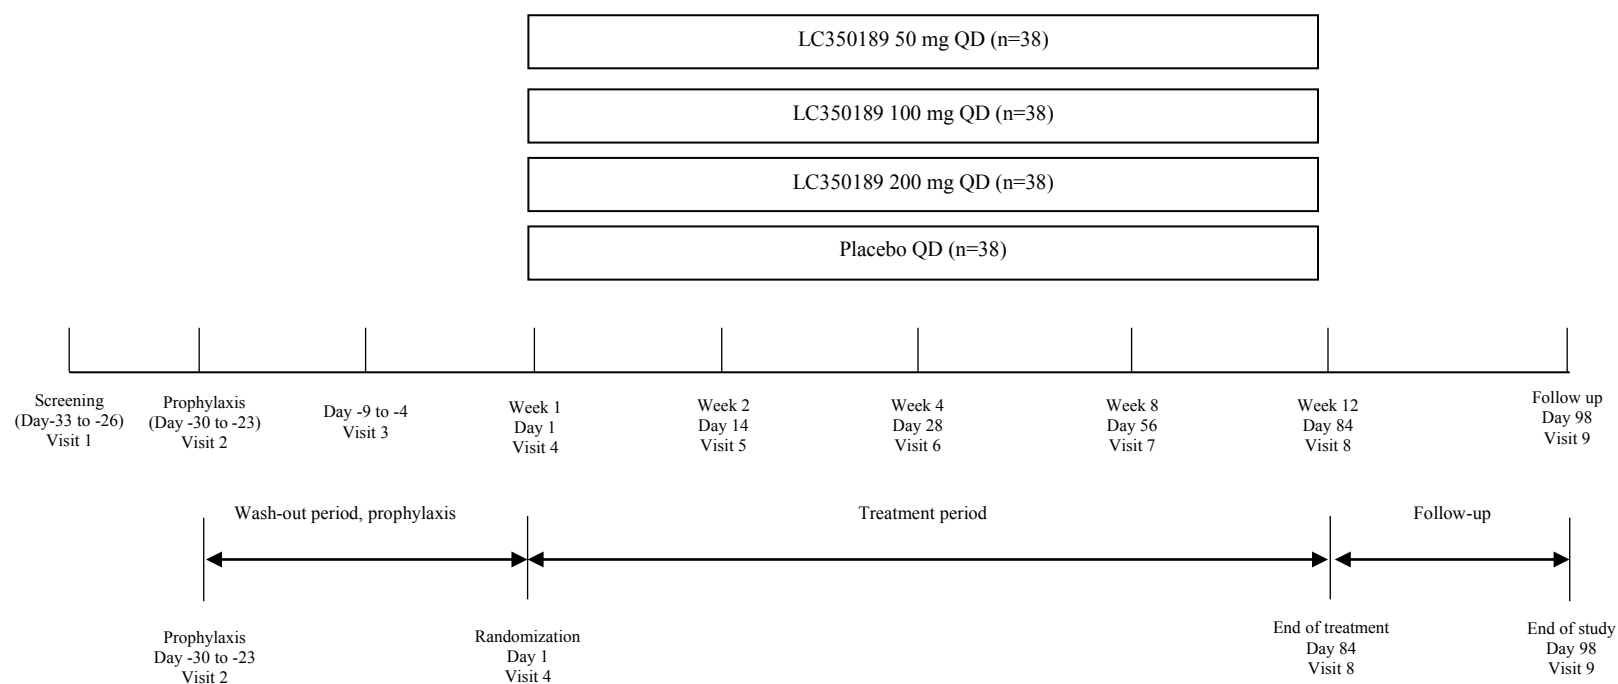 LC350189 50 mg QD (n=38)
LC350189 100 mg QD (n=38)
LC350189 200 mg QD (n=38)
Placebo QD (n=38)
Screening
(Day-33 to -26)
Visit 1
Prophylaxis
(Day -30 to -23)
Visit 2
Day -9 to -4
Visit 3
Week 1
Day 1
Visit 4
Week 2
Day 14
Visit 5
Week 4
Day 28
Visit 6
Week 8
Day 56
Visit 7
Week 12
Day 84
Visit 8
Follow up
Day 98
Visit 9
Wash-out period, prophylaxis
Treatment period
Follow-up
Prophylaxis
Day -30 to -23
Visit 2
Randomization
Day 1
Visit 4
End of treatment
Day 84
Visit 8
End of study
Day 98
Visit 9